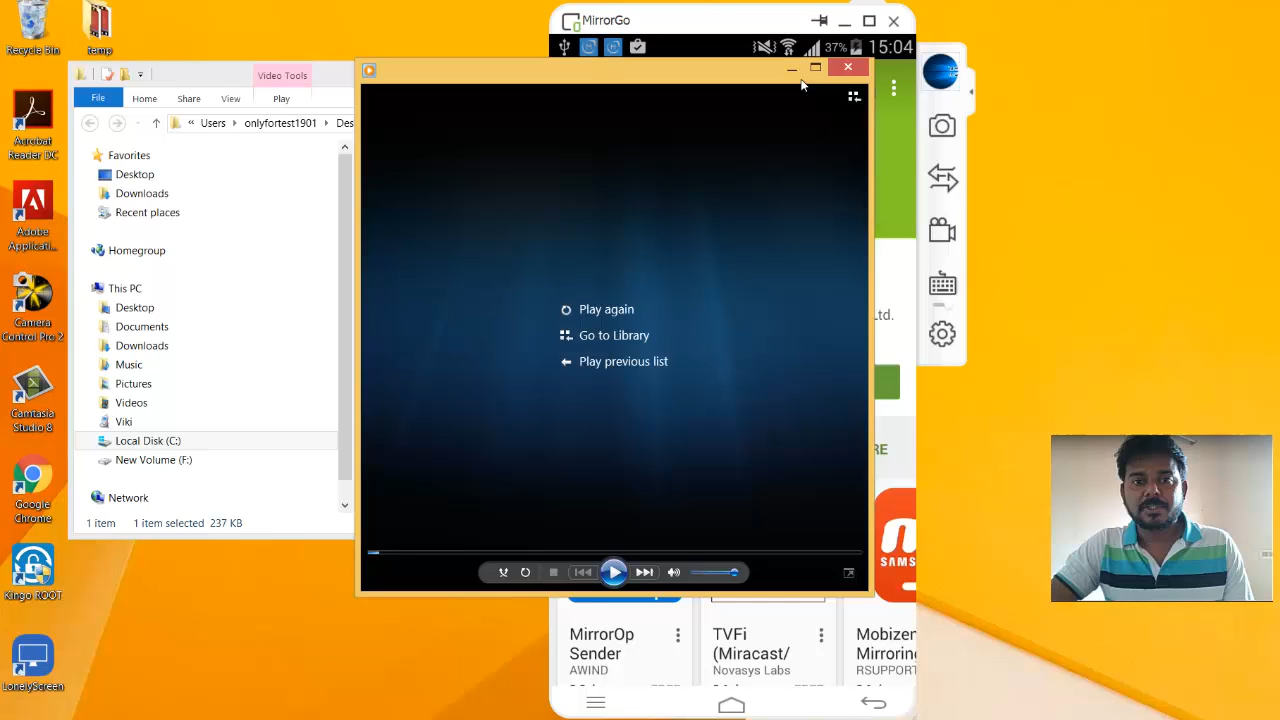 Recycle Bin
temp
Acrobat
Reader DC
Adobe
Applicati...
Camera
Control Pro 2
Camtasia
Studio 8
Google
Chrome
Kingo ROOT
LonelyScreen
Video Tools
File
Home
Share
View
Play
« Users
onlyfortest1901
Des
Favorites
Desktop
Downloads
Recent places
Homegroup
This PC
Desktop
Documents
Downloads
Music
Pictures
Videos
Viki
Local Disk (C:)
New Volume (F:)
Network
1 item
1 item selected 237 KB
MirrorGo
37%
15:04
Play again
Go to Library
Play previous list
Ltd.
RE
SAMS
MirrorOp
Sender
AWIND
TVFi
(Miracast/
Novasys Labs
Mobizen
Mirrorin
RSUPPORT